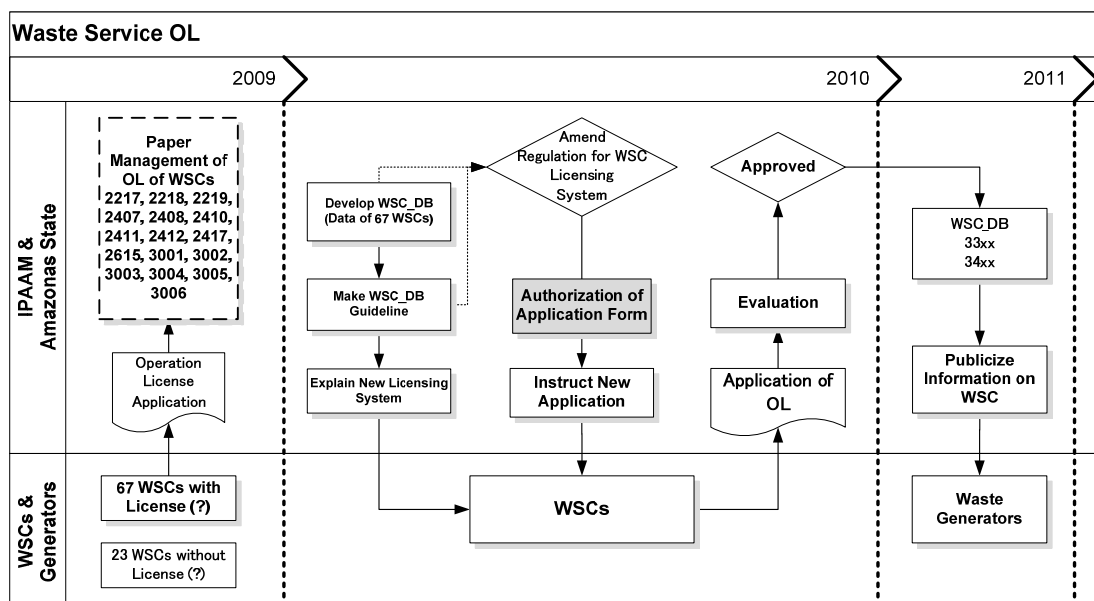 Waste Service OL
2009
2010
2011
IPAAM &
Amazonas State
Paper
Management of
OL of WSCs
2217, 2218, 2219,
2407, 2408, 2410,
2411, 2412, 2417,
2615, 3001, 3002,
3003, 3004, 3005,
3006
Operation
License
Application
Develop WSC_DB
(Data of 67 WSCs)
Make WSC_DB
Guideline
Explain New Licensing
System
Amend
Regulation for WSC
Licensing
System
Authorization of
Application Form
Instruct New
Application
Approved
Evaluation
Application of
OL
WSC_DB
33xx
34xx
Publicize
Information on
WSC
WSCs &
Generators
67 WSCs with
License (?)
23 WSCs without
License (?)
WSCs
Waste
Generators